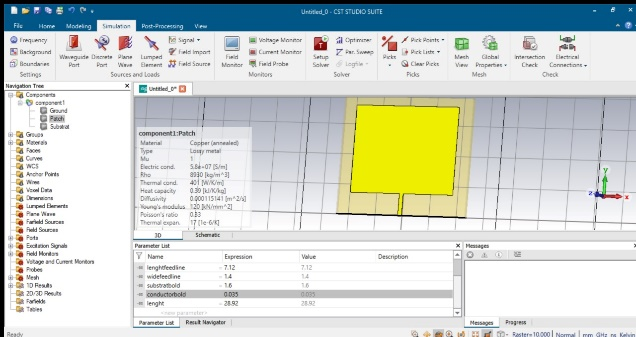 Untitled_0* - CST STUDIO SUITE
File Home Modeling Simulation Post-Processing View
Frequency
Background
Boundaries
Settings
Waveguide Port
Discrete Port
Plane Wave
Lumped Element
Signal
Field Import
Field Source
Sources and Loads
Field Monitor
Voltage Monitor
Current Monitor
Field Probe
Monitors
Setup Solver
Optimizer
Par. Sweep
Logfile
Solver
Picks
Pick Points
Pick Lists
Clear Picks
Picks
Mesh View
Global Properties
Mesh
Intersection Check
Electrical Connections
Check
Navigation Tree
Components
component1
Ground
Patch
Substrat
Groups
Materials
Faces
Curves
WCS
Anchor Points
Wires
Voxel Data
Dimensions
Lumped Elements
Plane Wave
Farfield Sources
Field Sources
Ports
Excitation Signals
Field Monitors
Voltage and Current Monitors
Probes
Mesh
1D Results
2D/3D Results
Farfields
Tables
Untitled_0*
component1:Patch
Material Copper (annealed)
Type Lossy metal
Mu 1
Electric cond. 5.8e+07 [S/m]
Rho 8930 [kg/m^3]
Thermal cond. 401 [W/K/m]
Heat capacity 0.39 [kJ/K/kg]
Diffusivity 0.000115141 [m^2/s]
Young's modulus 120 [kN/mm^2]
Poisson's ratio 0.33
Thermal expan. 17 [1e-6/K]
y
z
x
3D Schematic
Parameter List
Name Expression Value Description
lenghtfeedline = 7.12 7.12
widefeedline = 1.4 1.4
substratbold = 1.6 1.6
conductorbold = 0.035 0.035
lenght = 28.92 28.92
<new parameter>
Parameter List Result Navigator
Messages
Messages Progress
Ready
Raster=10.000 Normal mm GHz ns Kelvin